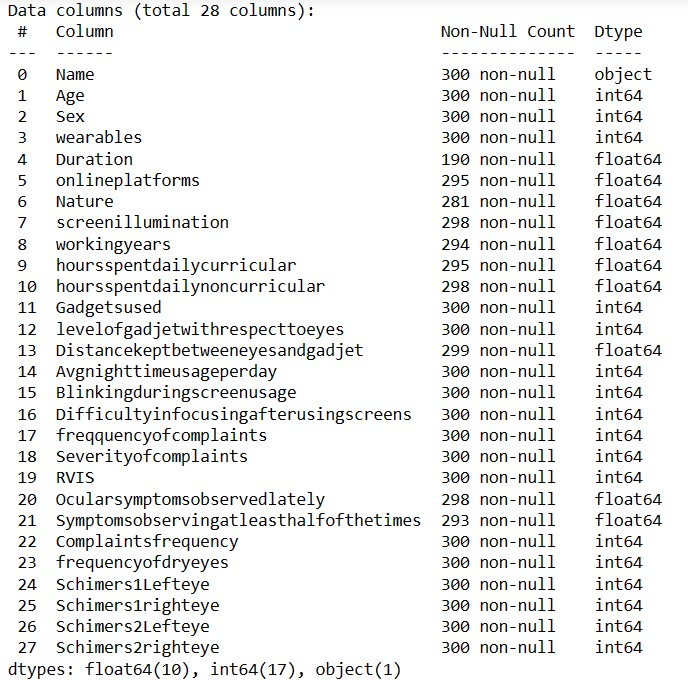 Data columns (total 28 columns):
 #   Column                                Non-Null Count  Dtype
---  ------                                --------------  -----
 0   Name                                  300 non-null    object
 1   Age                                   300 non-null    int64
 2   Sex                                   300 non-null    int64
 3   wearables                             300 non-null    int64
 4   Duration                              190 non-null    float64
 5   onlineplatforms                       295 non-null    float64
 6   Nature                                281 non-null    float64
 7   screenillumination                    298 non-null    float64
 8   workingyears                          294 non-null    float64
 9   hoursspentdailycurricular             295 non-null    float64
 10  hoursspentdailynoncurricular          298 non-null    float64
 11  Gadgetsused                           300 non-null    int64
 12  levelofgadjetwithrespecttoeyes        300 non-null    int64
 13  Distancekeptbetweeneyesandgadjet      299 non-null    float64
 14  Avgnighttimeusageperday               300 non-null    int64
 15  Blinkingduringscreenusage             300 non-null    int64
 16  Difficultyinfocusingafterusingscreens 300 non-null    int64
 17  freqquencyofcomplaints                300 non-null    int64
 18  Severityofcomplaints                  300 non-null    int64
 19  RVIS                                  300 non-null    int64
 20  Ocularsymptomsobservedlately          298 non-null    float64
 21  Symptomsobservingatleasthalfofthetimes 293 non-null    float64
 22  Complaintsfrequency                   300 non-null    int64
 23  frequencyofdryeyes                    300 non-null    int64
 24  Schimers1Lefteye                      300 non-null    int64
 25  Schimers1righteye                     300 non-null    int64
 26  Schimers2Lefteye                      300 non-null    int64
 27  Schimers2righteye                     300 non-null    int64
dtypes: float64(10), int64(17), object(1)